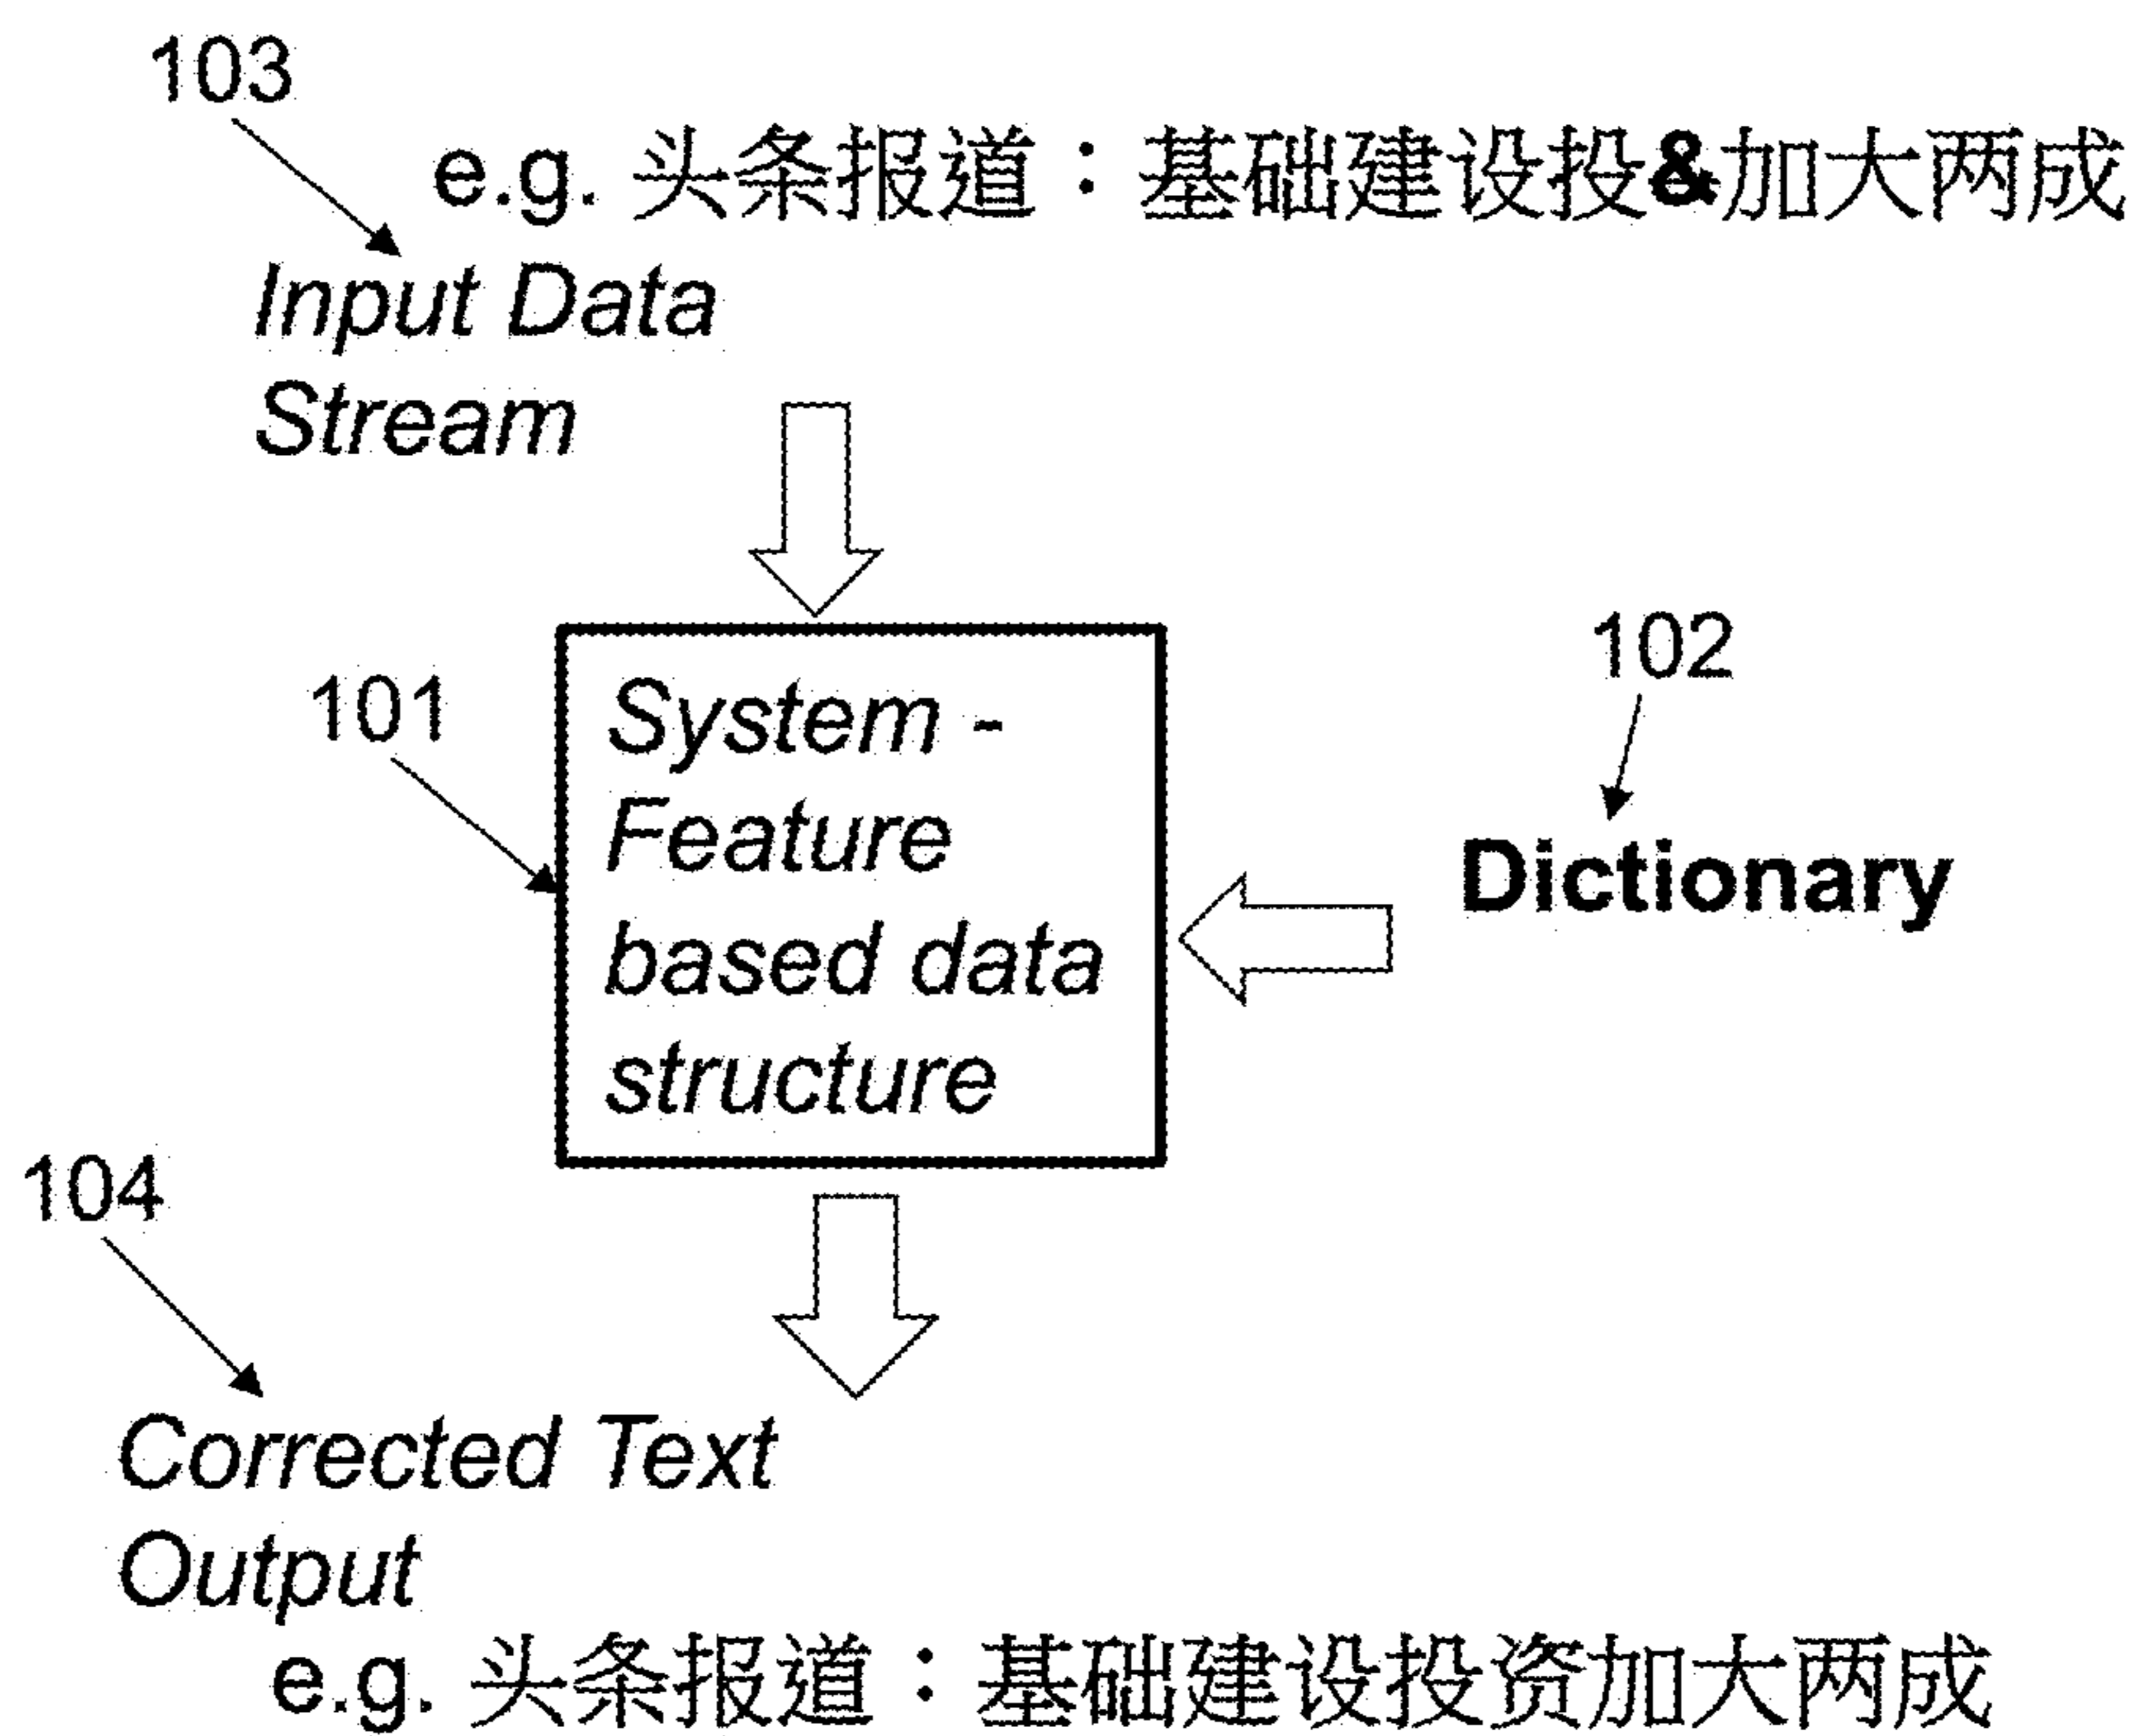 103
e.g. 头条报道：基础建设投&加大两成
Input Data
Stream
102
101
System -
Feature
based data
structure
Dictionary
104
Corrected Text
Output
e.g. 头条报道：基础建设投资加大两成